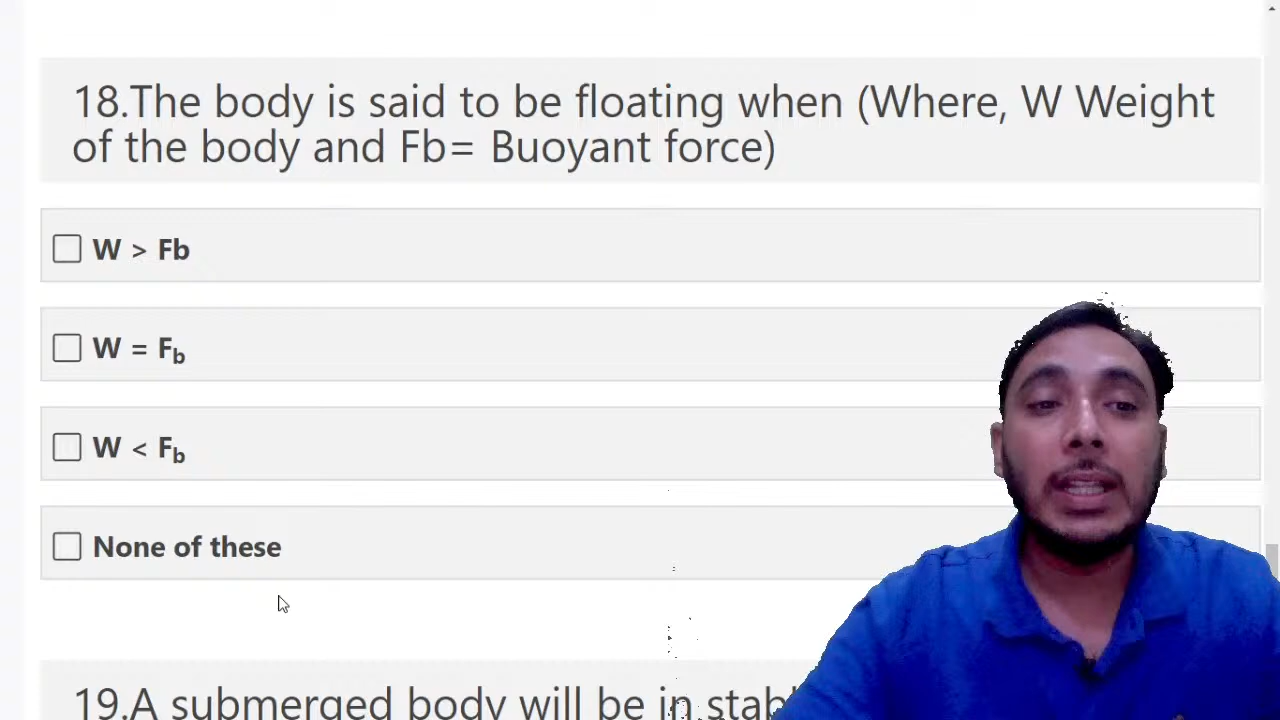 18.The body is said to be floating when (Where, W Weight
of the body and Fb= Buoyant force)
W > Fb
W = Fb
W < Fb
None of these
19.A submerged body will be in